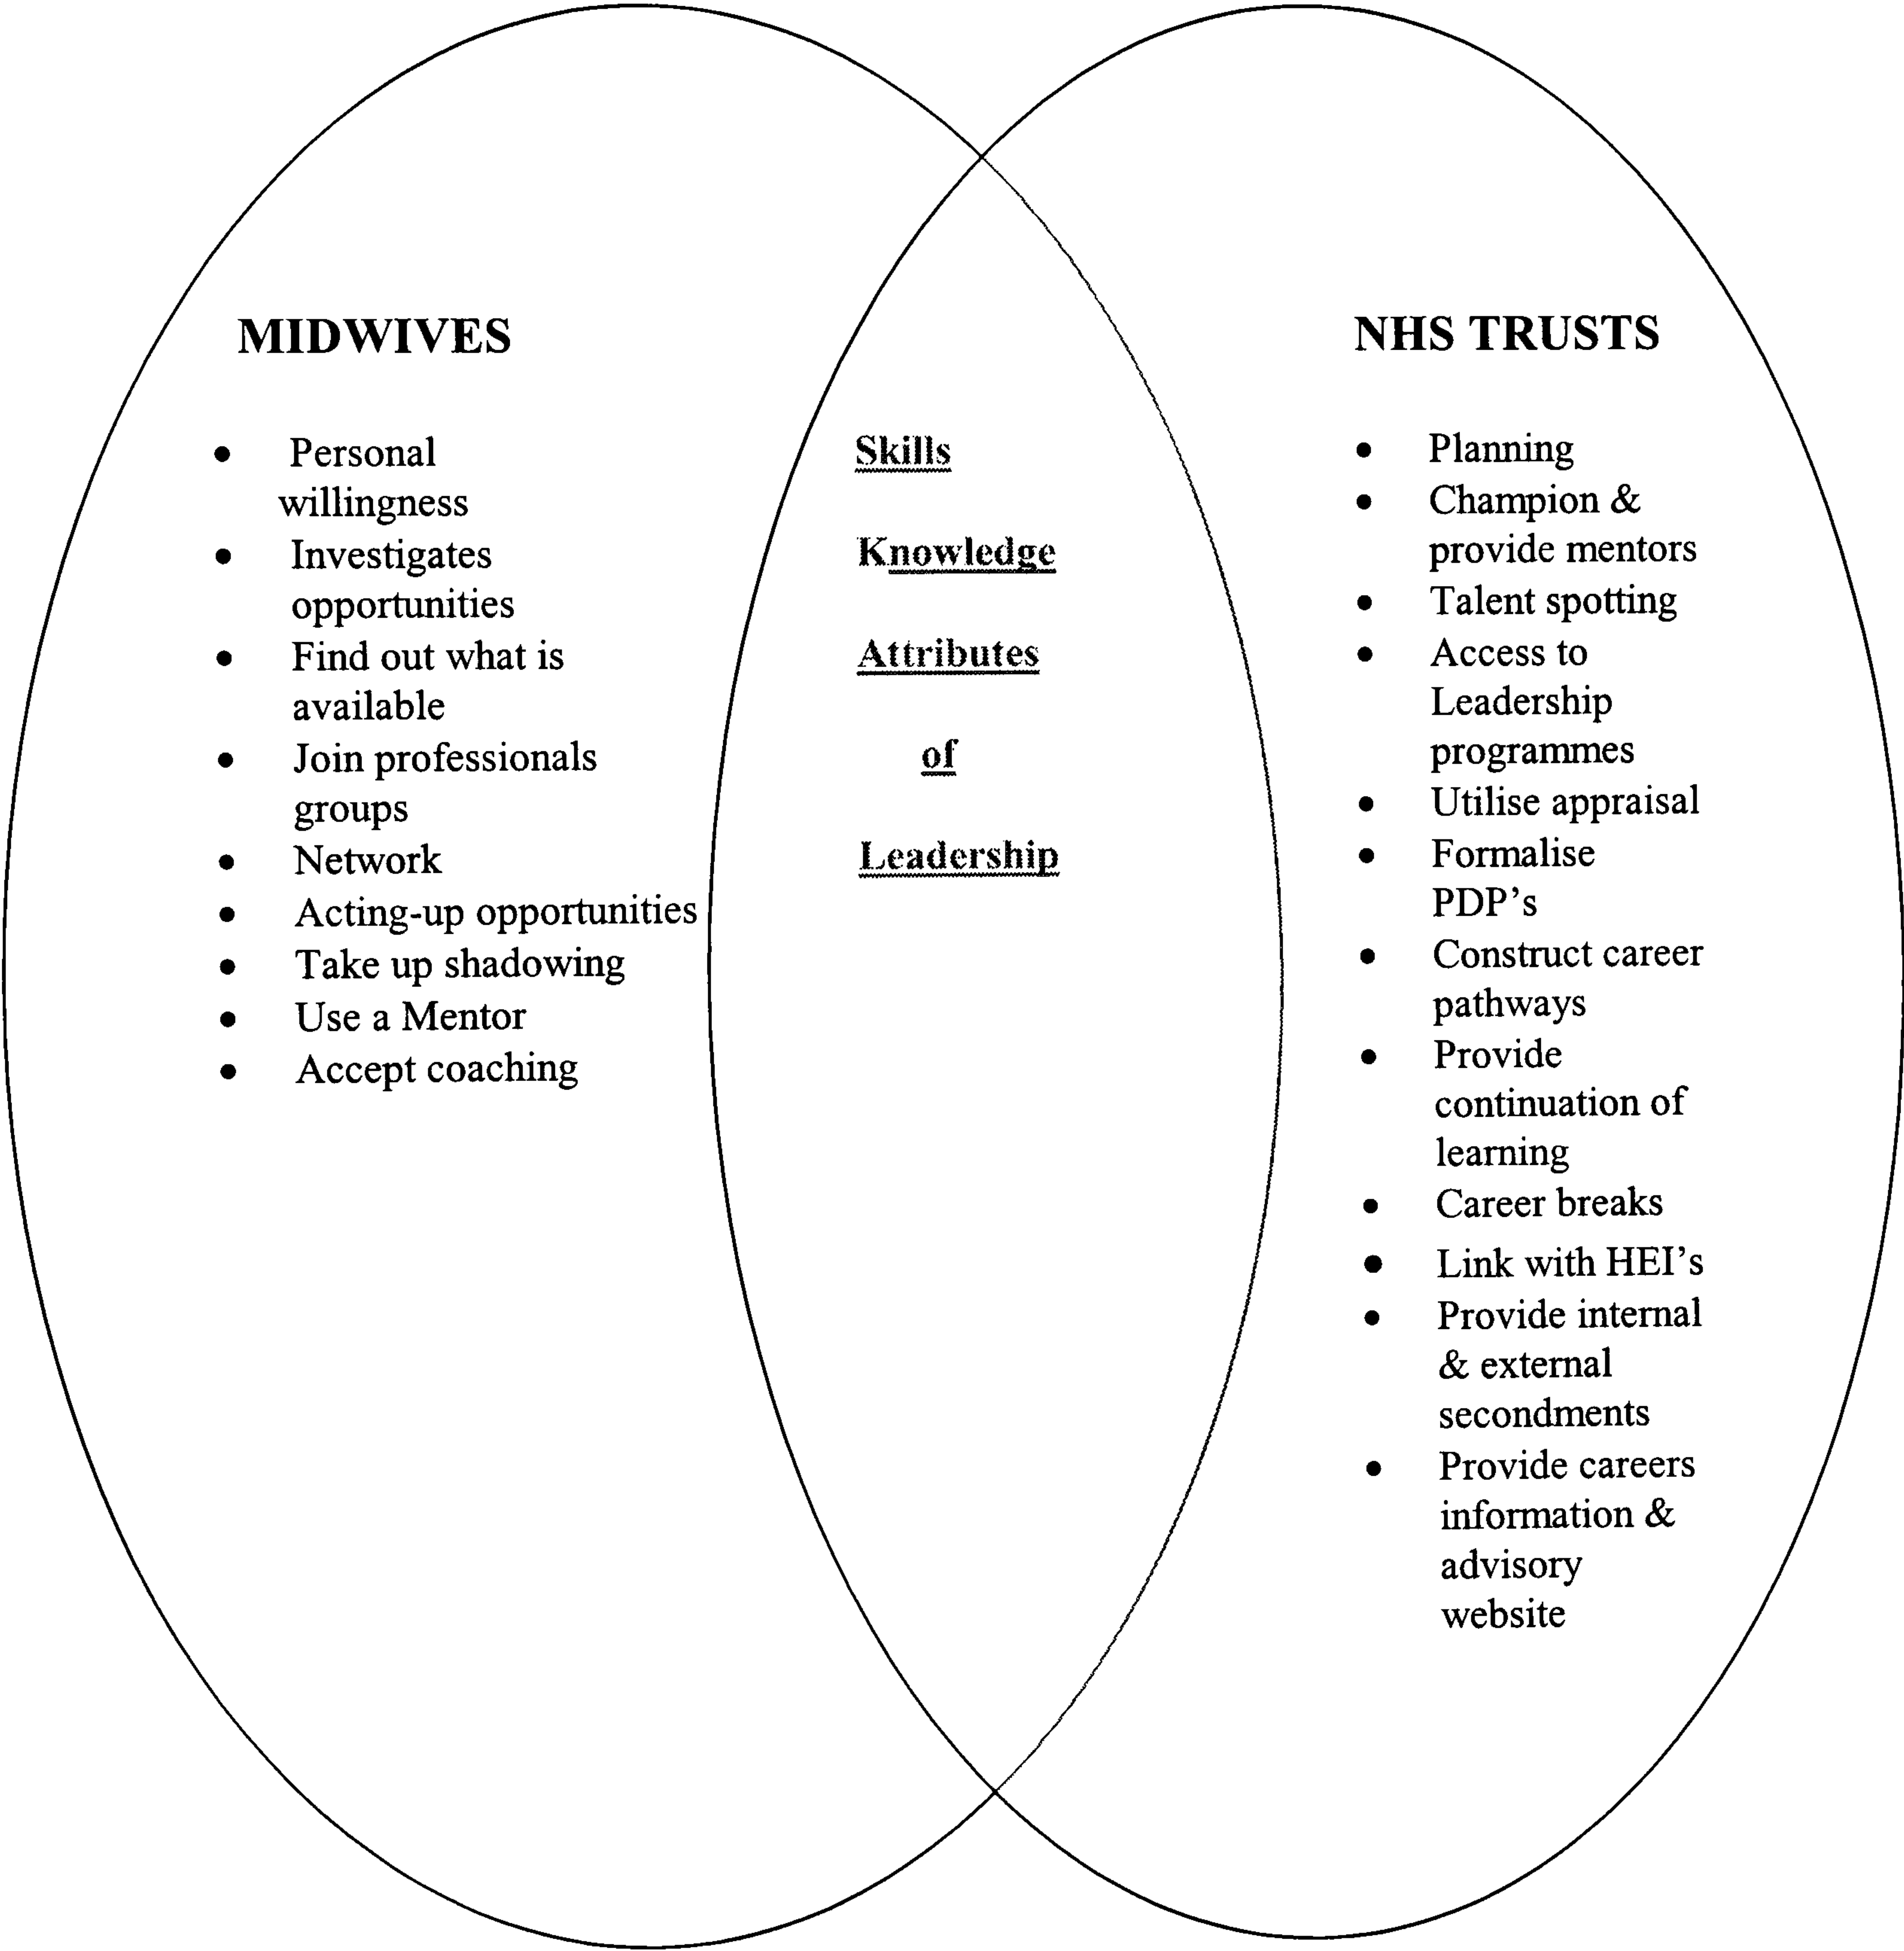 MIDWIVES
• Personal
willingness
• Investigates
opportunities
• Find out what is
available
• Join professionals
groups
• Network
• Acting-up opportunities
• Take up shadowing
• Use a Mentor
• Accept coaching
Skills
Knowledge
Attributes
of
Leadership
NHS TRUSTS
• Planning
• Champion &
provide mentors
• Talent spotting
• Access to
Leadership
programmes
• Utilise appraisal
• Formalise
PDP's
• Construct career
pathways
• Provide
continuation of
learning
• Career breaks
• Link with HEI's
• Provide internal
& external
secondments
• Provide careers
information &
advisory
website